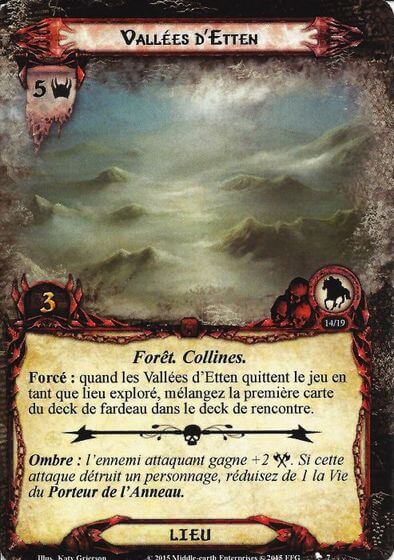 Vallées d'Etten
5
3
14/19
Forêt. Collines.
Forcé : quand les Vallées d'Etten quittent le jeu en
tant que lieu exploré, mélangez la première carte
du deck de fardeau dans le deck de rencontre.
Ombre : l'ennemi attaquant gagne +2 . Si cette
attaque détruit un personnage, réduisez de 1 la Vie
du Porteur de l'Anneau.
LIEU
Illus. Katy Grierson © 2015 Middle-earth Enterprises © 2015 FFG 7